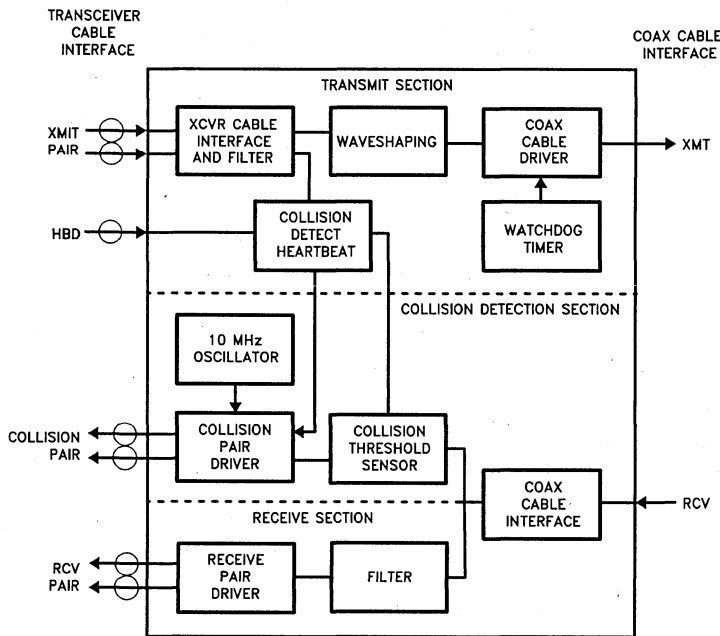 TRANSCEIVER
CABLE
INTERFACE
COAX CABLE
INTERFACE
TRANSMIT SECTION
XMIT
PAIR
XCVR CABLE
INTERFACE
AND FILTER
WAVESHAPING
COAX
CABLE
DRIVER
XMT
HBD
COLLISION
DETECT
HEARTBEAT
WATCHDOG
TIMER
COLLISION DETECTION SECTION
10 MHz
OSCILLATOR
COLLISION
PAIR
COLLISION
PAIR
DRIVER
COLLISION
THRESHOLD
SENSOR
COAX
CABLE
INTERFACE
RCV
RECEIVE SECTION
RCV
PAIR
RECEIVE
PAIR
DRIVER
FILTER